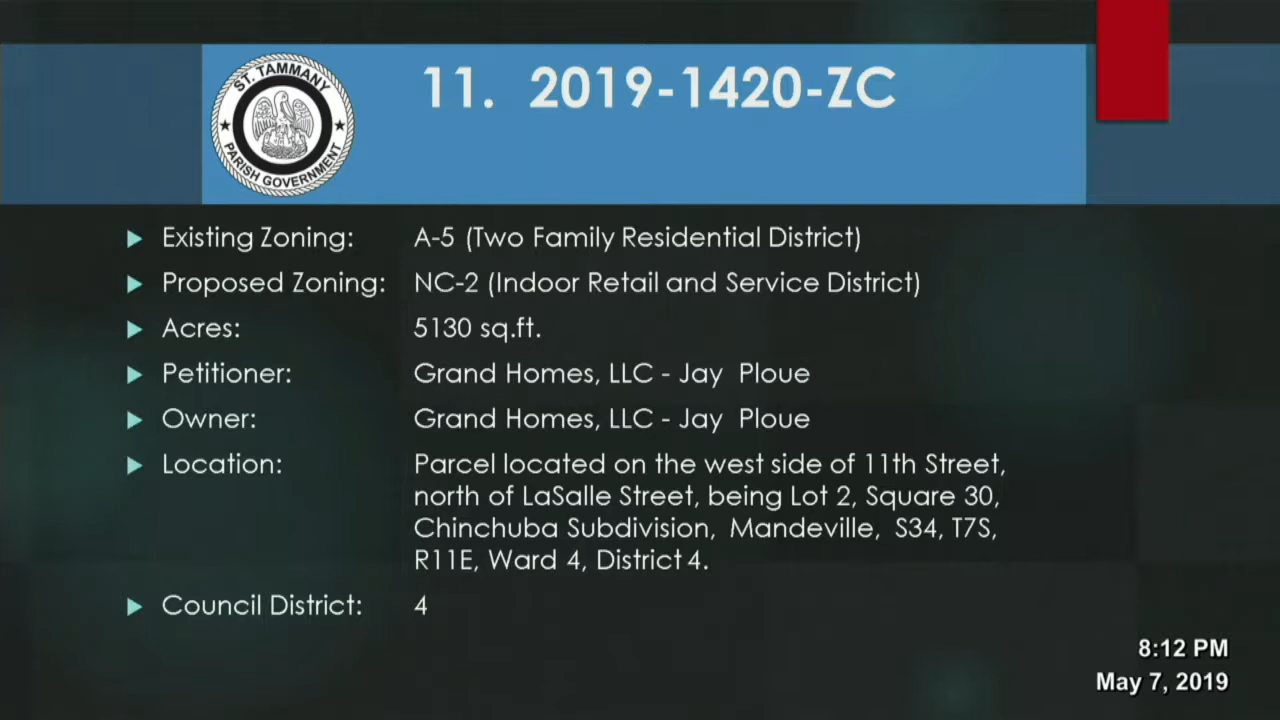 11. 2019-1420-ZC
ST. TAMMANY
PARISH GOVERNMENT
Existing Zoning: A-5 (Two Family Residential District)
Proposed Zoning: NC-2 (Indoor Retail and Service District)
Acres: 5130 sq.ft.
Petitioner: Grand Homes, LLC - Jay Ploue
Owner: Grand Homes, LLC - Jay Ploue
Location: Parcel located on the west side of 11th Street,
north of LaSalle Street, being Lot 2, Square 30,
Chinchuba Subdivision, Mandeville, S34, T7S,
R11E, Ward 4, District 4.
Council District: 4
8:12 PM
May 7, 2019